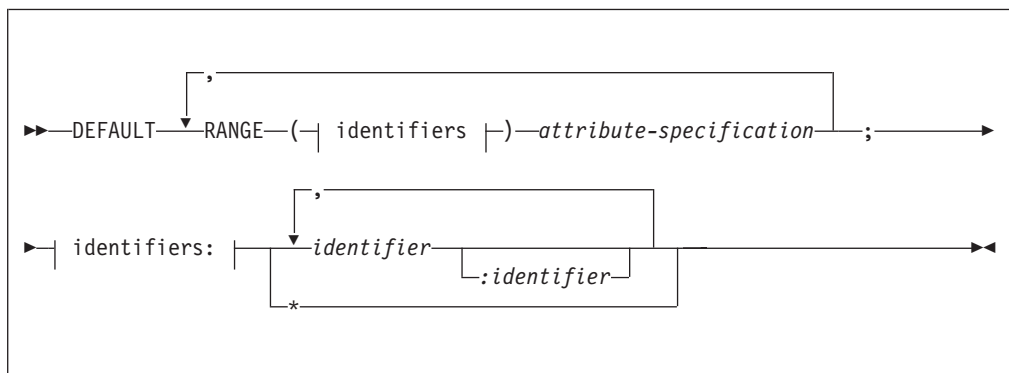 ,
DEFAULT RANGE ( identifiers ) attribute-specification ;
,
identifiers: identifier
:identifier
*